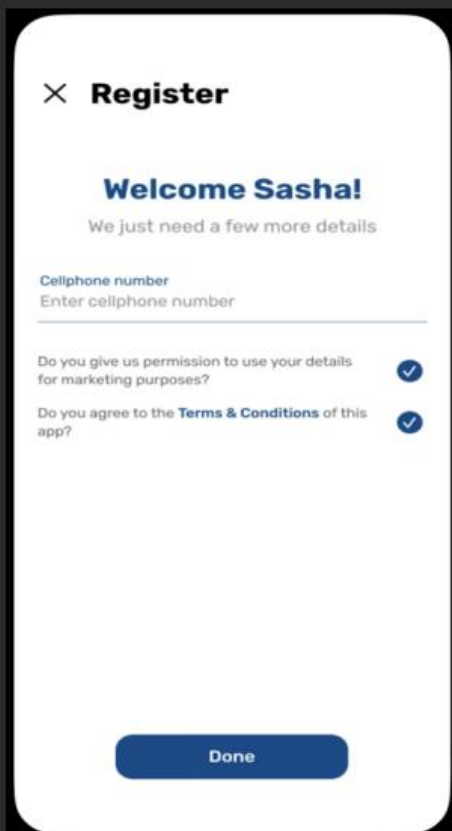 Register
Welcome Sasha!
We just need a few more details
Cellphone number
Enter cellphone number
Do you give us permission to use your details
for marketing purposes?
Do you agree to the Terms & Conditions of this
app?
Done